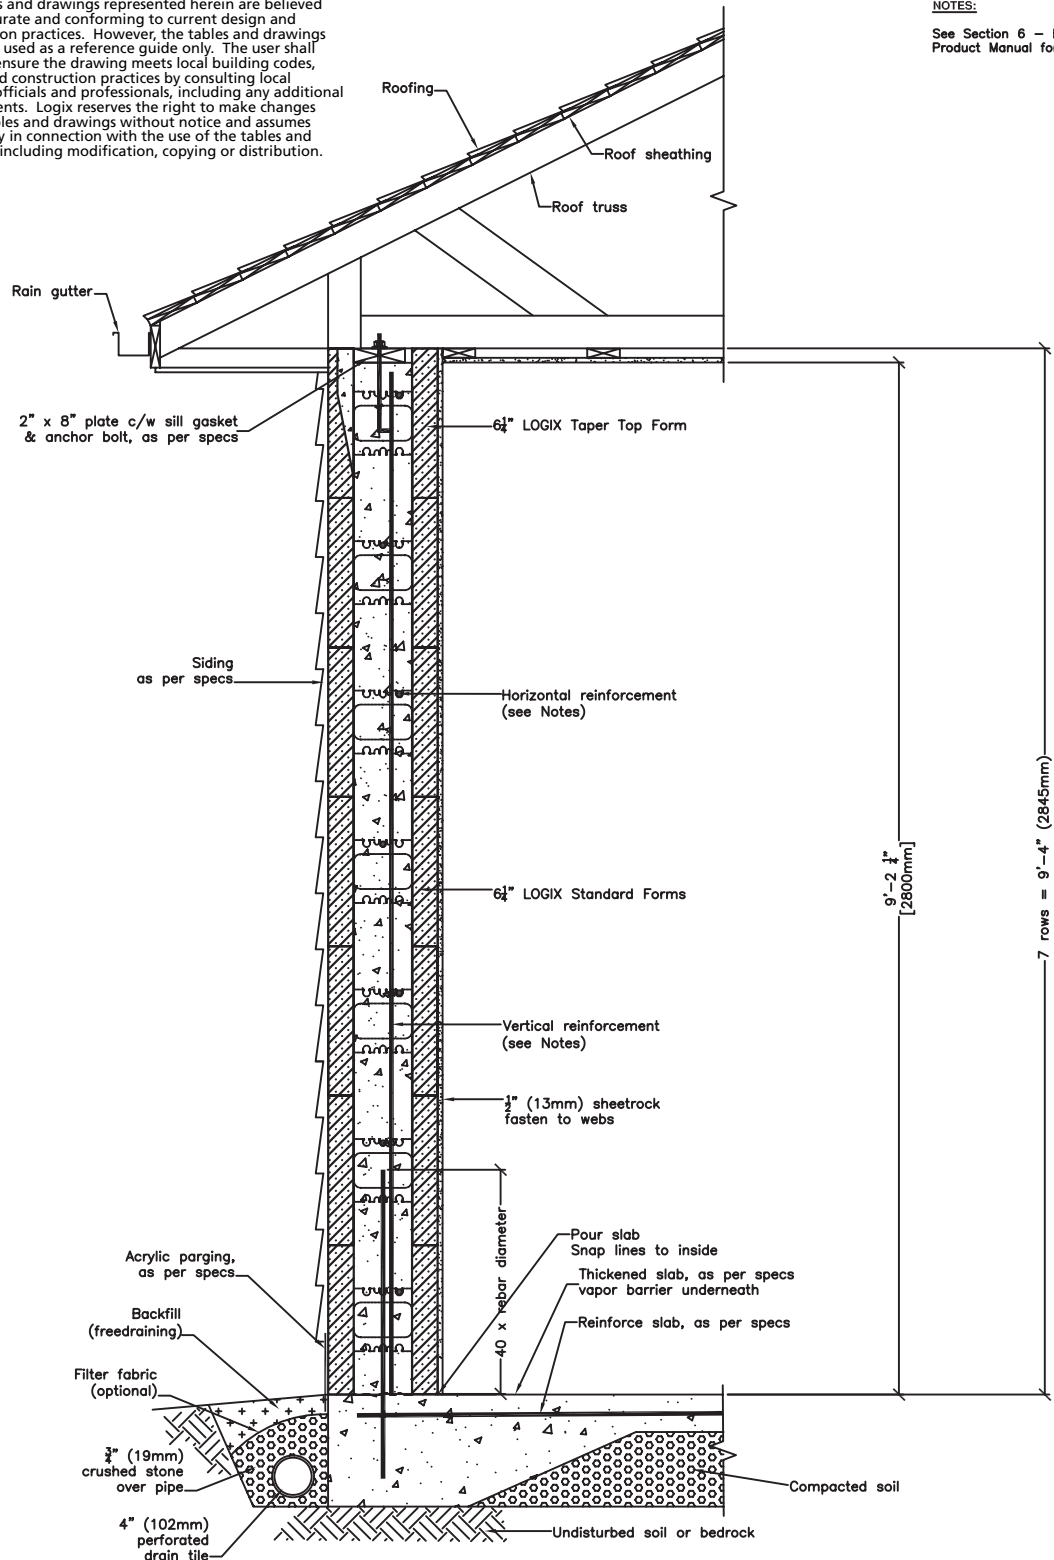 s and drawings represented herein are believed
urate and conforming to current design and
on practices. However, the tables and drawings
used as a reference guide only. The user shall
ensure the drawing meets local building codes,
d construction practices by consulting local
officials and professionals, including any additional
ents. Logix reserves the right to make changes
les and drawings without notice and assumes
y in connection with the use of the tables and
including modification, copying or distribution.
NOTES:
See Section 6 –
Product Manual for
Roofing
Roof sheathing
Roof truss
Rain gutter
2" x 8" plate c/w sill gasket
& anchor bolt, as per specs
6¼" LOGIX Taper Top Form
Siding
as per specs
Horizontal reinforcement
(see Notes)
9'-2 ¼"
[2800mm]
7 rows = 9'-4" (2845mm)
6¼" LOGIX Standard Forms
Vertical reinforcement
(see Notes)
½" (13mm) sheetrock
fasten to webs
40 x rebar diameter
Pour slab
Snap lines to inside
Acrylic parging,
as per specs
Thickened slab, as per specs
vapor barrier underneath
Backfill
(freedraining)
Reinforce slab, as per specs
Filter fabric
(optional)
¾" (19mm)
crushed stone
over pipe
Compacted soil
4" (102mm)
perforated
drain tile
Undisturbed soil or bedrock